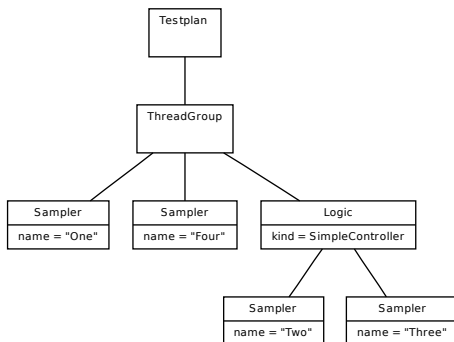 Testplan
ThreadGroup
Sampler
name = "One"
Sampler
name = "Four"
Logic
kind = SimpleController
Sampler
name = "Two"
Sampler
name = "Three"